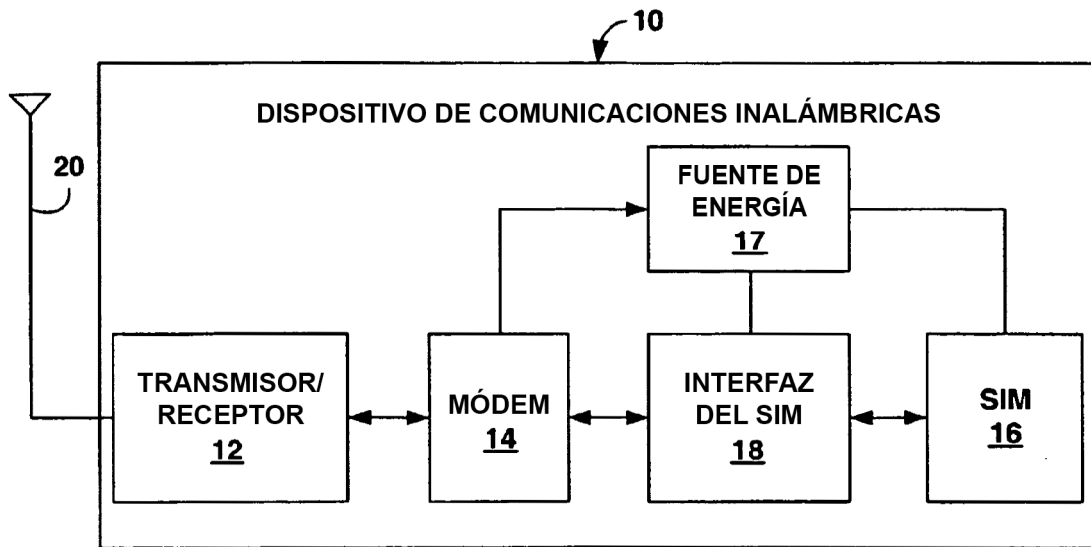 10
DISPOSITIVO DE COMUNICACIONES INALÁMBRICAS
20
FUENTE DE
ENERGÍA
17
TRANSMISOR/
RECEPTOR
12
MÓDEM
14
INTERFAZ
DEL SIM
18
SIM
16